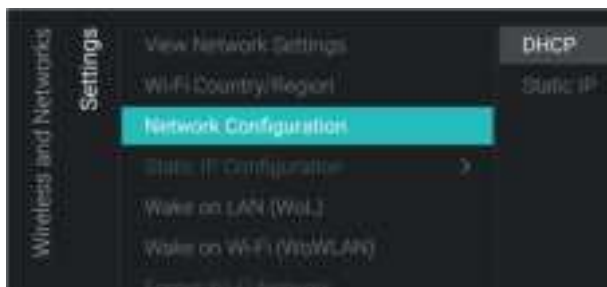 Wireless and Networks
Settings
View Network Settings
Wi-Fi Country/Region
Network Configuration
Static IP Configuration
Wake on LAN (WoL)
Wake on Wi-Fi (WoWLAN)
DHCP
Static IP